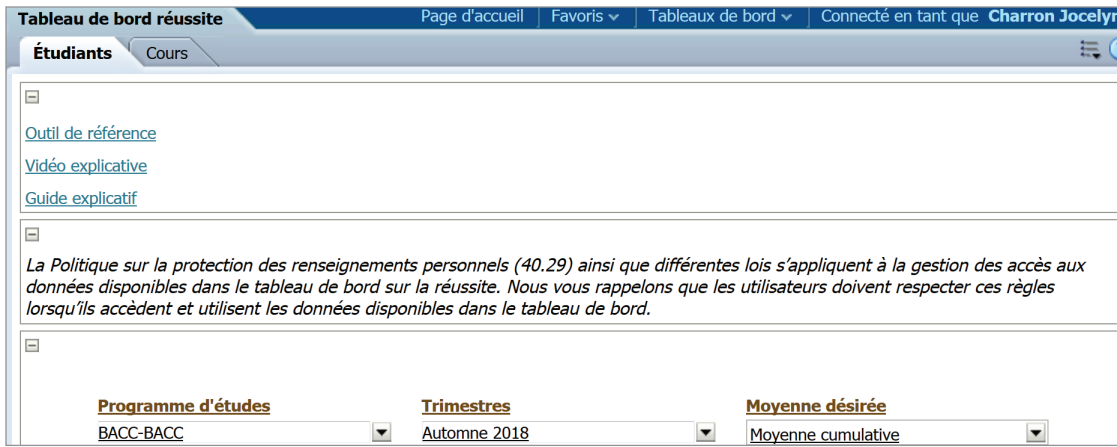 Tableau de bord réussite Page d'accueil Favoris Tableaux de bord Connecté en tant que Charron Jocelyn
Étudiants Cours
Outil de référence
Vidéo explicative
Guide explicatif
La Politique sur la protection des renseignements personnels (40.29) ainsi que différentes lois s'appliquent à la gestion des accès aux
données disponibles dans le tableau de bord sur la réussite. Nous vous rappelons que les utilisateurs doivent respecter ces règles
lorsqu'ils accèdent et utilisent les données disponibles dans le tableau de bord.
Programme d'études Trimestres Moyenne désirée
BACC-BACC Automne 2018 Moyenne cumulative